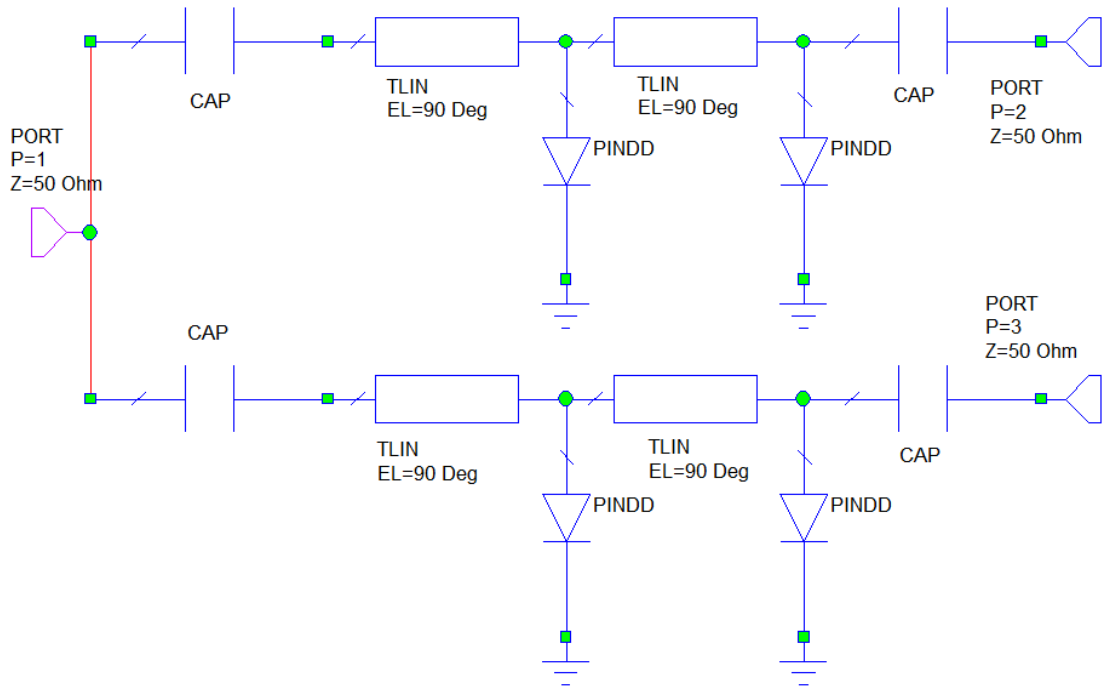 CAP
TLIN
EL=90 Deg
TLIN
EL=90 Deg
CAP
PORT
P=2
Z=50 Ohm
PORT
P=1
Z=50 Ohm
PINDD
PINDD
CAP
PORT
P=3
Z=50 Ohm
TLIN
EL=90 Deg
TLIN
EL=90 Deg
CAP
PINDD
PINDD